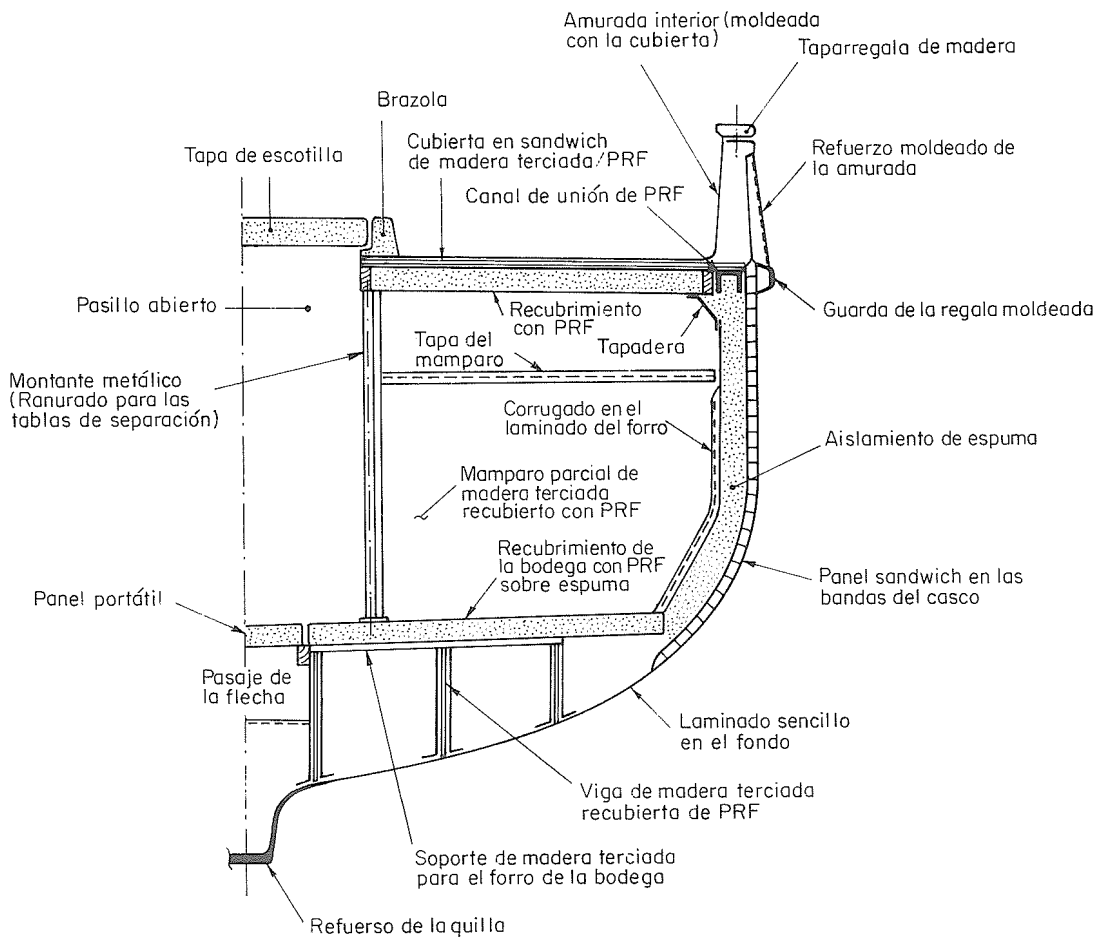 Amurada interior (moldeada
con la cubierta)
Taparregala de madera
Brazola
Tapa de escotilla
Cubierta en sandwich
de madera terciada/PRF
Refuerzo moldeado de
la amurada
Canal de unión de PRF
Pasillo abierto
Recubrimiento
con PRF
Guarda de la regala moldeada
Tapa del
mamparo
Tapadera
Montante metálico
(Ranurado para las
tablas de separación)
Corrugado en el
laminado del forro
Aislamiento de espuma
Mamparo parcial de
madera terciada
recubierto con PRF
Recubrimiento de
la bodega con PRF
sobre espuma
Panel sandwich en las
bandas del casco
Panel portátil
Pasaje de
la flecha
Laminado sencillo
en el fondo
Viga de madera terciada
recubierta de PRF
Soporte de madera terciada
para el forro de la bodega
Refuerso de la quilla